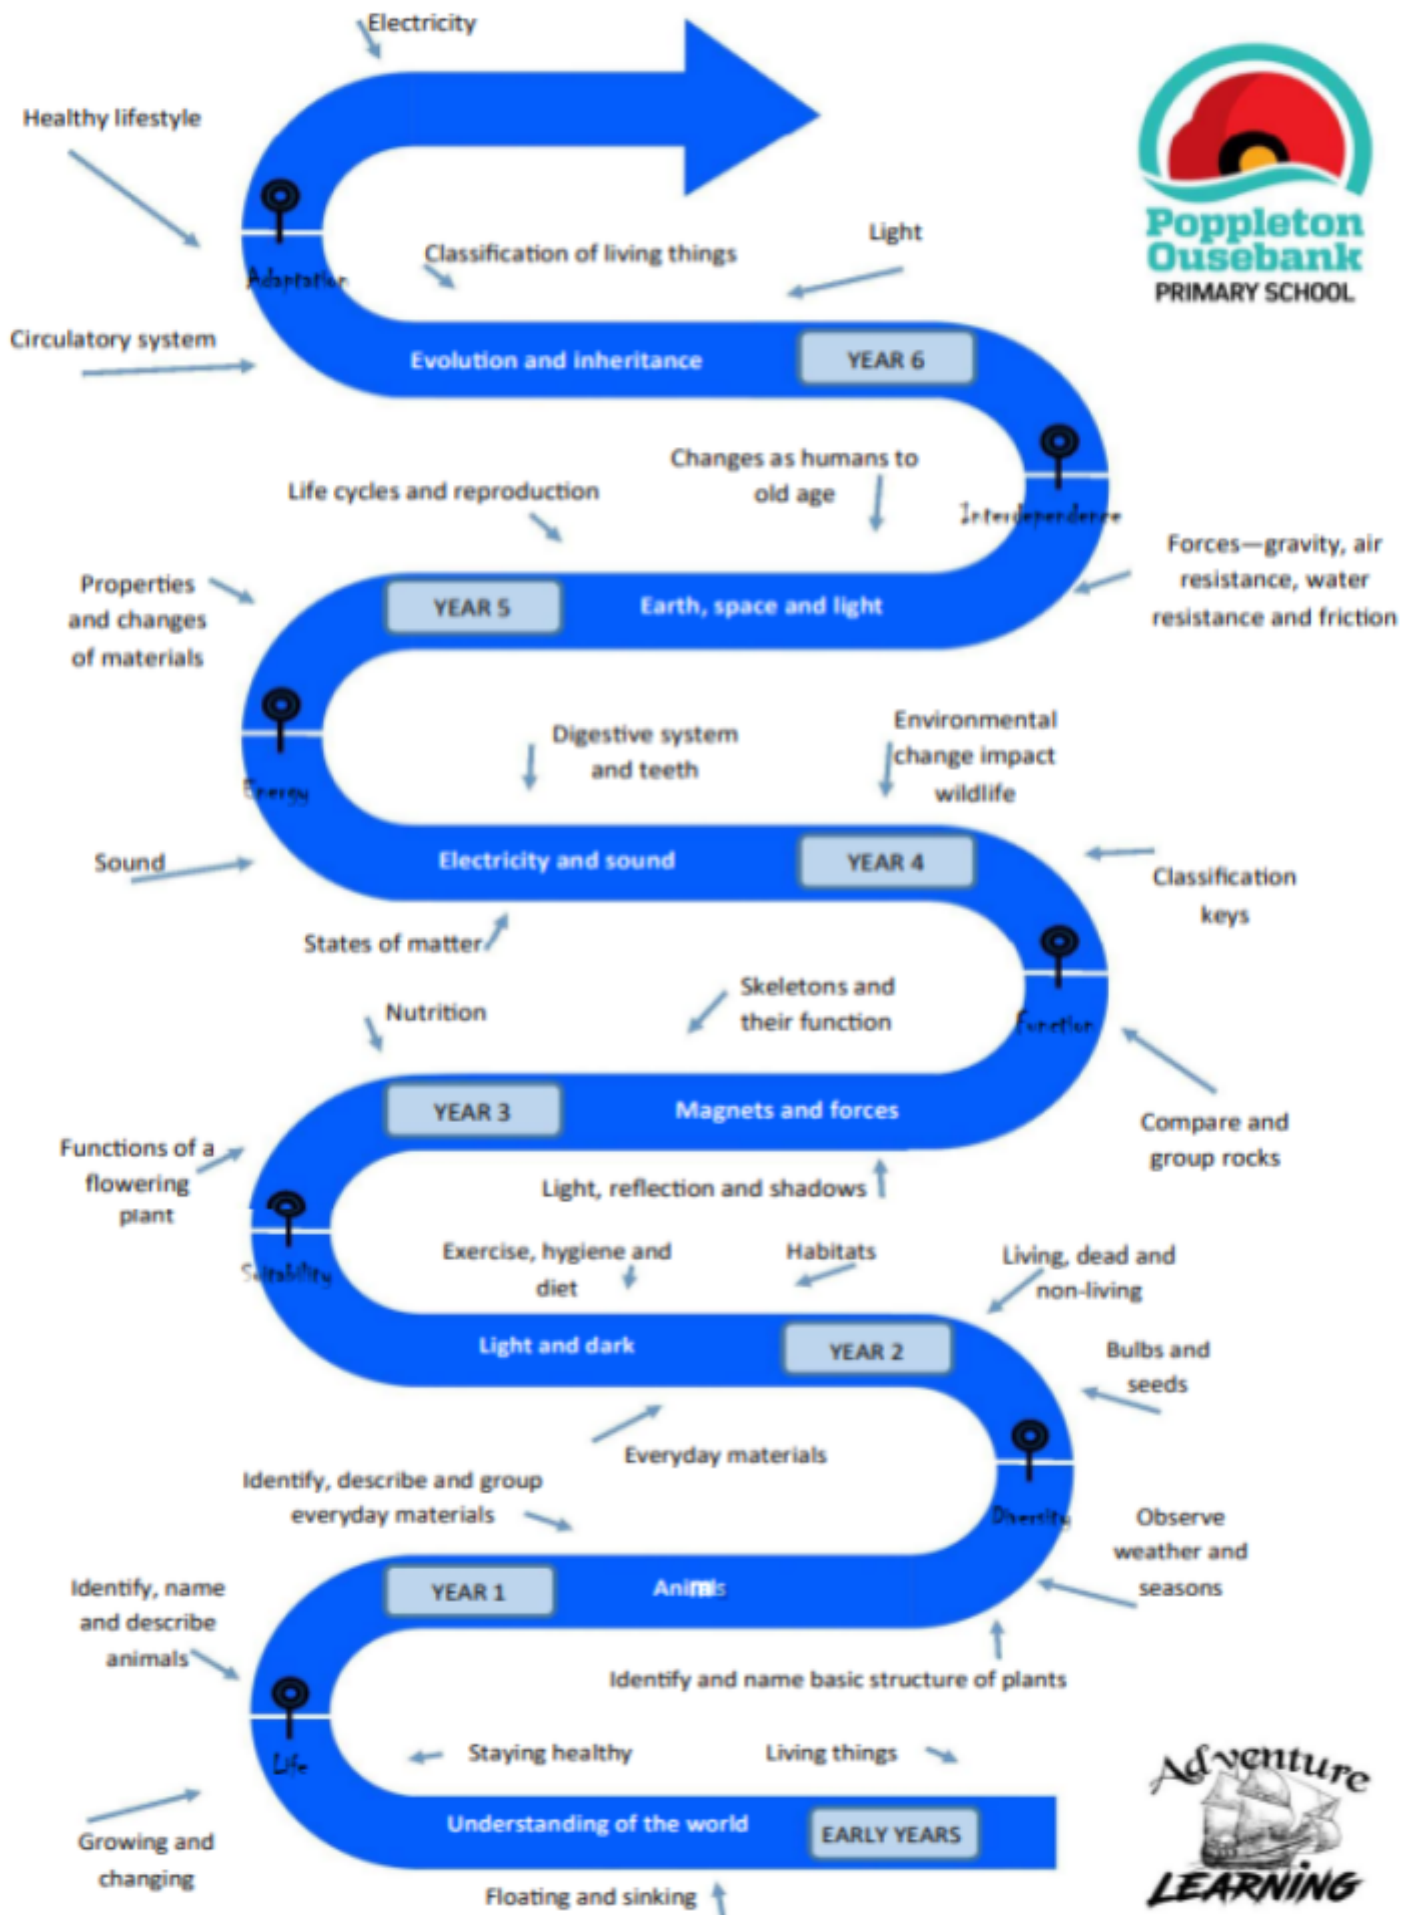 Electricity
Healthy lifestyle
Poppleton
Ousebank
PRIMARY SCHOOL
Adaptation
Classification of living things
Light
Circulatory system
Evolution and inheritance
YEAR 6
Changes as humans to
old age
Life cycles and reproduction
Interdependence
Forces—gravity, air
resistance, water
resistance and friction
Properties
and changes
of materials
YEAR 5
Earth, space and light
Digestive system
and teeth
Environmental
change impact
wildlife
Energy
Sound
Electricity and sound
YEAR 4
Classification
keys
States of matter
Nutrition
Skeletons and
their function
Function
YEAR 3
Magnets and forces
Compare and
group rocks
Functions of a
flowering
plant
Light, reflection and shadows
Suitability
Exercise, hygiene and
diet
Habitats
Living, dead and
non-living
Light and dark
YEAR 2
Bulbs and
seeds
Everyday materials
Identify, describe and group
everyday materials
Diversity
Observe
weather and
seasons
Identify, name
and describe
animals
YEAR 1
Animals
Identify and name basic structure of plants
Life
Staying healthy
Living things
Growing and
changing
Understanding of the world
EARLY YEARS
Floating and sinking
Adventure
LEARNING